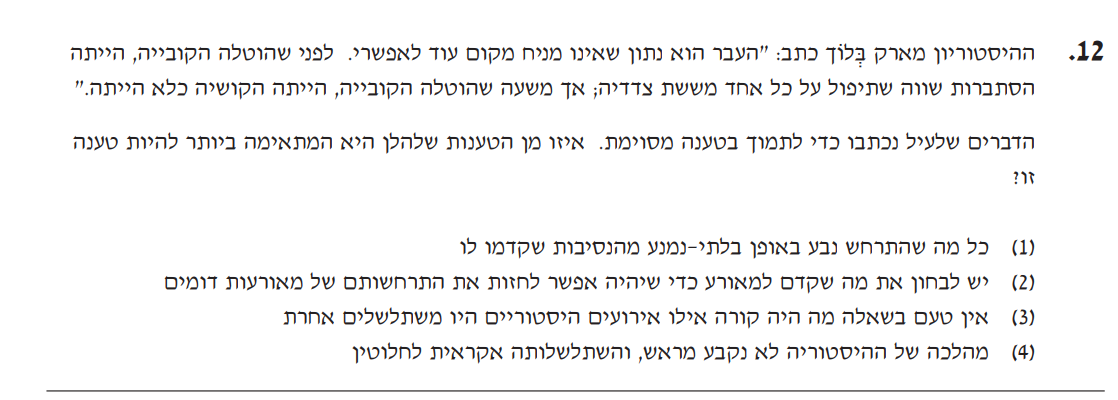 12. ההיסטוריון מארק בְּלוֹך כתב: "העבר הוא נתון שאינו מניח מקום עוד לאפשרי. לפני שהוטלה הקובייה, הייתה
הסתברות שווה שתיפול על כל אחד מששת צדדיה; אך משעה שהוטלה הקובייה, הייתה הקושיה כלא הייתה."
הדברים שלעיל נכתבו כדי לתמוך בטענה מסוימת. איזו מן הטענות שלהלן היא המתאימה ביותר להיות טענה
זו?
(1) כל מה שהתרחש נבע באופן בלתי-נמנע מהנסיבות שקדמו לו
(2) יש לבחון את מה שקדם למאורע כדי שיהיה אפשר לחזות את התרחשותם של מאורעות דומים
(3) אין טעם בשאלה מה היה קורה אילו אירועים היסטוריים היו משתלשלים אחרת
(4) מהלכה של ההיסטוריה לא נקבע מראש, והשתלשלותה אקראית לחלוטין